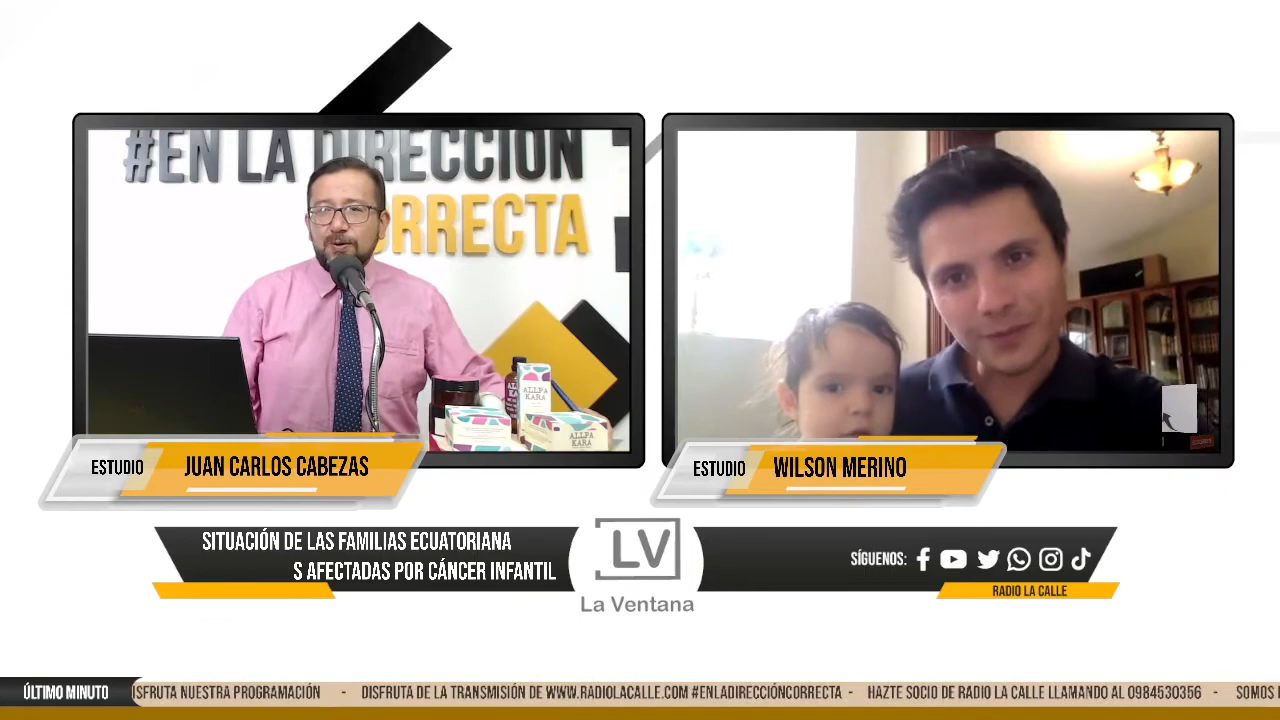 #EN LA DIRECCIÓN
CORRECTA
ALLPA
KARA
ALLPA
KARA
ESTUDIO
JUAN CARLOS CABEZAS
ESTUDIO
WILSON MERINO
SITUACIÓN DE LAS FAMILIAS ECUATORIANA
S AFECTADAS POR CÁNCER INFANTIL
LV
La Ventana
SÍGUENOS:
RADIO LA CALLE
ÚLTIMO MINUTO
ISFRUTA NUESTRA PROGRAMACIÓN - DISFRUTA DE LA TRANSMISIÓN DE WWW.RADIOLACALLE.COM #ENLADIRECCIÓNCORRECTA - HAZTE SOCIO DE RADIO LA CALLE LLAMANDO AL 0984530356 - SOMOS